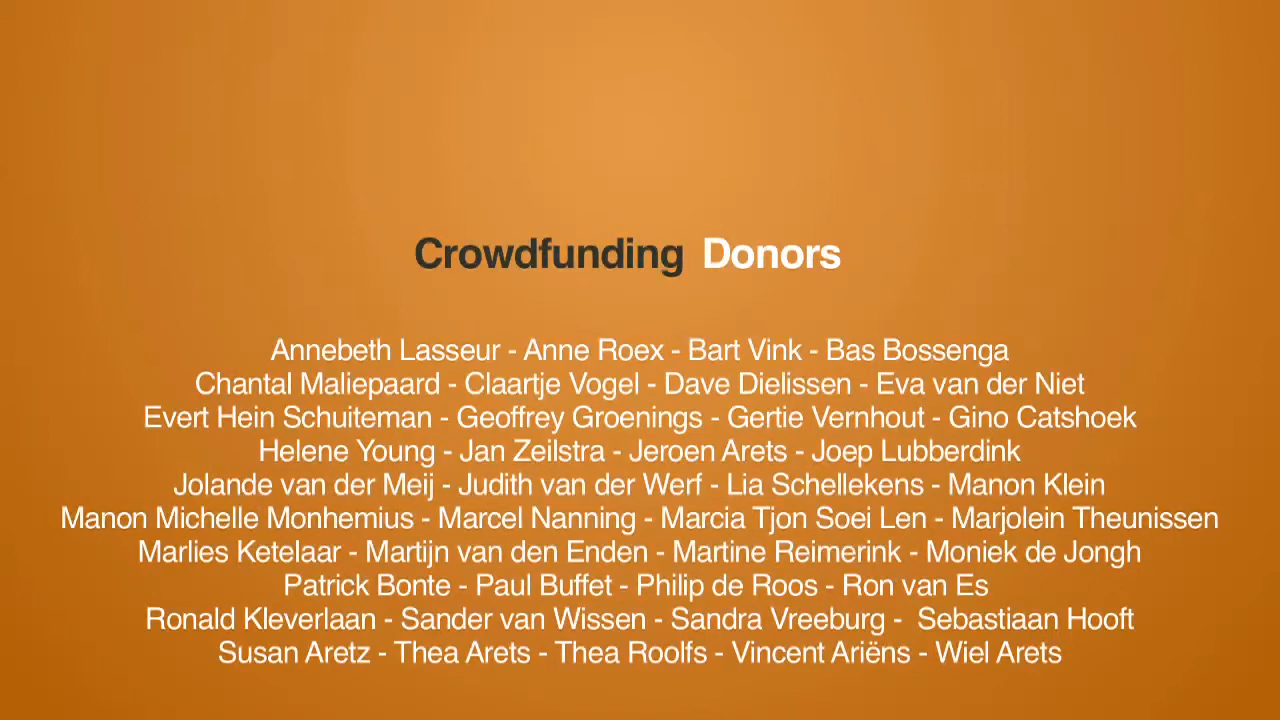 Crowdfunding Donors
Annebeth Lasseur - Anne Roex - Bart Vink - Bas Bossenga
Chantal Maliepaard - Claartje Vogel - Dave Dielissen - Eva van der Niet
Evert Hein Schuiteman - Geoffrey Groenings - Gertie Vernhout - Gino Catshoek
Helene Young - Jan Zeilstra - Jeroen Arets - Joep Lubberdink
Jolande van der Meij - Judith van der Werf - Lia Schellekens - Manon Klein
Manon Michelle Monhemius - Marcel Nanning - Marcia Tjon Soei Len - Marjolein Theunissen
Marlies Ketelaar - Martijn van den Enden - Martine Reimerink - Moniek de Jongh
Patrick Bonte - Paul Buffet - Philip de Roos - Ron van Es
Ronald Kleverlaan - Sander van Wissen - Sandra Vreeburg - Sebastiaan Hooft
Susan Aretz - Thea Arets - Thea Roolfs - Vincent Ariëns - Wiel Arets